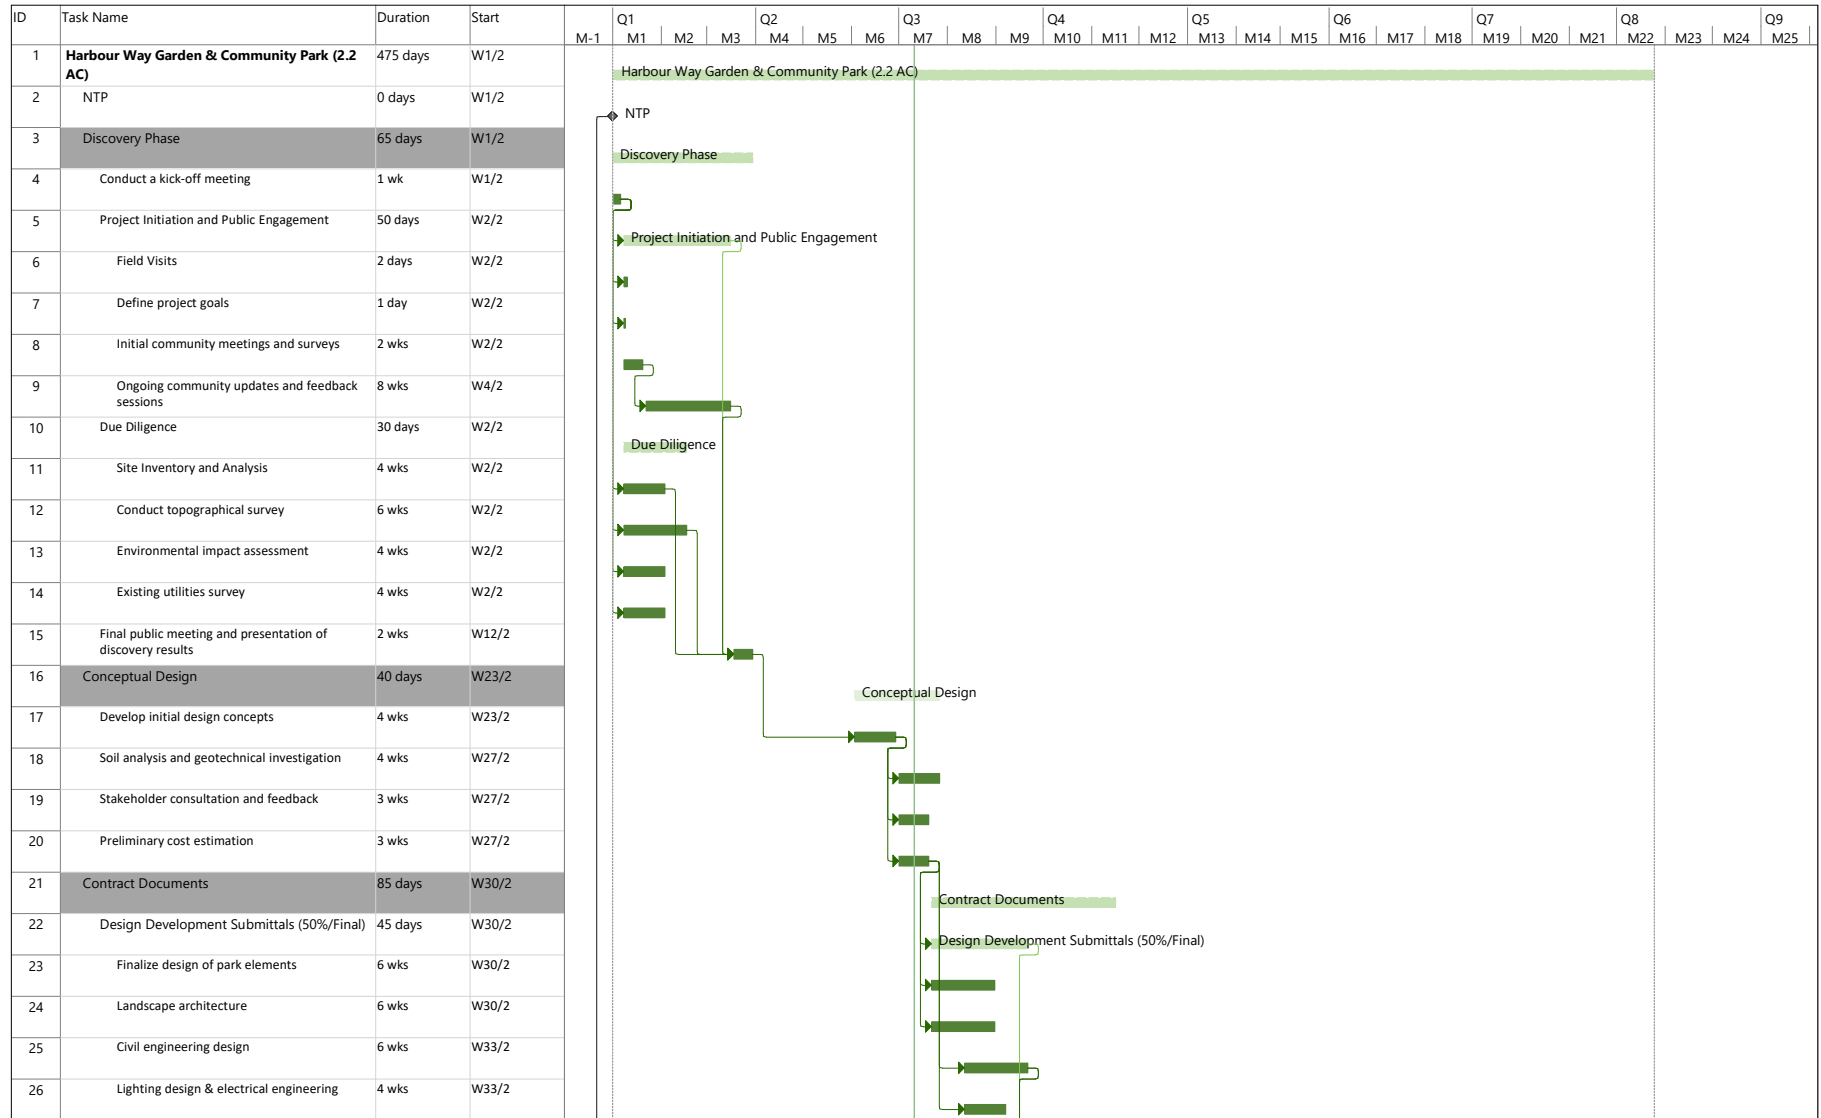 ID Task Name Duration Start
Q1 Q2 Q3 Q4 Q5 Q6 Q7 Q8 Q9
M-1 M1 M2 M3 M4 M5 M6 M7 M8 M9 M10 M11 M12 M13 M14 M15 M16 M17 M18 M19 M20 M21 M22 M23 M24 M25
1 Harbour Way Garden & Community Park (2.2 475 days W1/2
AC)
Harbour Way Garden & Community Park (2.2 AC)
2 NTP 0 days W1/2
NTP
3 Discovery Phase 65 days W1/2
Discovery Phase
4 Conduct a kick-off meeting 1 wk W1/2
5 Project Initiation and Public Engagement 50 days W2/2
Project Initiation and Public Engagement
6 Field Visits 2 days W2/2
7 Define project goals 1 day W2/2
8 Initial community meetings and surveys 2 wks W2/2
9 Ongoing community updates and feedback 8 wks W4/2
sessions
10 Due Diligence 30 days W2/2
Due Diligence
11 Site Inventory and Analysis 4 wks W2/2
12 Conduct topographical survey 6 wks W2/2
13 Environmental impact assessment 4 wks W2/2
14 Existing utilities survey 4 wks W2/2
15 Final public meeting and presentation of 2 wks W12/2
discovery results
16 Conceptual Design 40 days W23/2
Conceptual Design
17 Develop initial design concepts 4 wks W23/2
18 Soil analysis and geotechnical investigation 4 wks W27/2
19 Stakeholder consultation and feedback 3 wks W27/2
20 Preliminary cost estimation 3 wks W27/2
21 Contract Documents 85 days W30/2
Contract Documents
22 Design Development Submittals (50%/Final) 45 days W30/2
Design Development Submittals (50%/Final)
23 Finalize design of park elements 6 wks W30/2
24 Landscape architecture 6 wks W30/2
25 Civil engineering design 6 wks W33/2
26 Lighting design & electrical engineering 4 wks W33/2